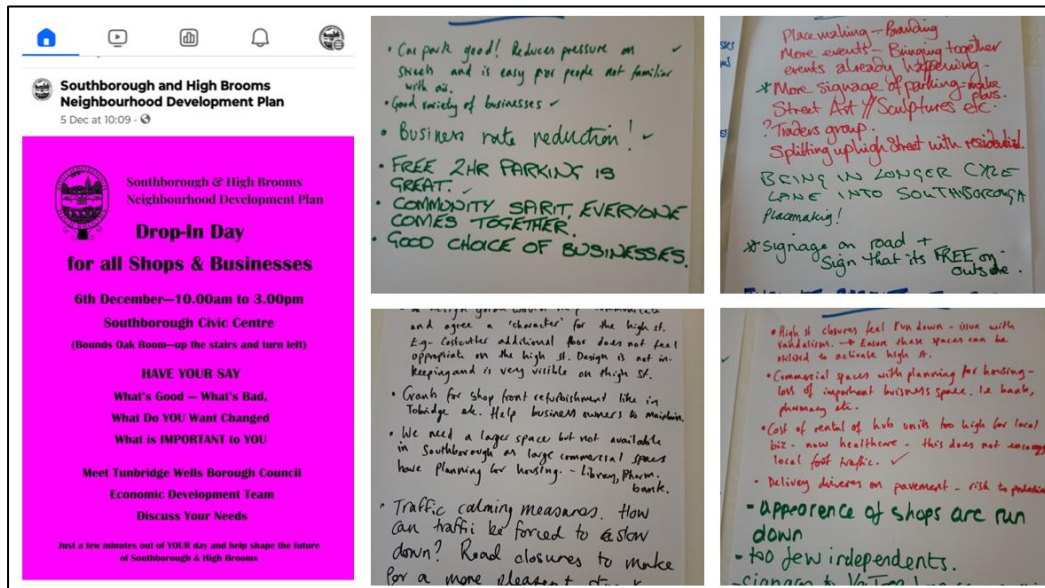 Southborough and High Brooms
Neighbourhood Development Plan
5 Dec at 10:09
Southborough & High Brooms
Neighbourhood Development Plan
Drop-In Day
for all Shops & Businesses
6th December—10.00am to 3.00pm
Southborough Civic Centre
(Bounds Oak Room—up the stairs and turn left)
HAVE YOUR SAY
What's Good — What's Bad,
What Do YOU Want Changed
What is IMPORTANT to YOU
Meet Tunbridge Wells Borough Council
Economic Development Team
Discuss Your Needs
Just a few minutes out of YOUR day and help shape the future
of Southborough & High Brooms
• Car park good! Reduces pressure on
streets and is easy for people not familiar
with
• Good variety of businesses
• Business rate reduction!
• FREE 2HR PARKING IS
GREAT.
• COMMUNITY SPIRIT, EVERYONE
COMES TOGETHER.
• GOOD CHOICE OF BUSINESSES.
Placemaking - Branding
More events - Bringing together
events already happening.
* More signage of parking - make
Street Art // Sculptures etc.
? Traders group.
Splitting up high Street with residential.
BEING IN LONGER CYCLE
LANE INTO SOUTHBOROUGH
Placmaking!
* Signage on road +
Sign that its FREE on
outside.
and agree a 'character' for the high st.
E.g - Costcutter additional floor does not feel
appropriate on the high st. Design is not in-
keeping and is very visible on thigh st.
• Grants for shop front refurbishment like in
etc. Help business owners to maintain.
• We need a larger space but not available
in Southborough as large commercial spaces
have planning for housing. - Library, Pharm.
bank.
• Traffic calming measures. How
can traffic be forced to slow
down? Road closures to make
for a more pleasant
• High st closures feel run down - issue with
vandalism. → Ensure these spaces can be
utilised to activate high st.
• Commercial spaces with planning for housing -
loss of important buisness space. I.e bank,
pharmacy etc.
• Cost of rental of hub units too high for local
biz - now healthcare - this does not
local foot traffic.
• Delivery drivers on pavement - risk to
- appearence of shops are run
down
- too few independents.